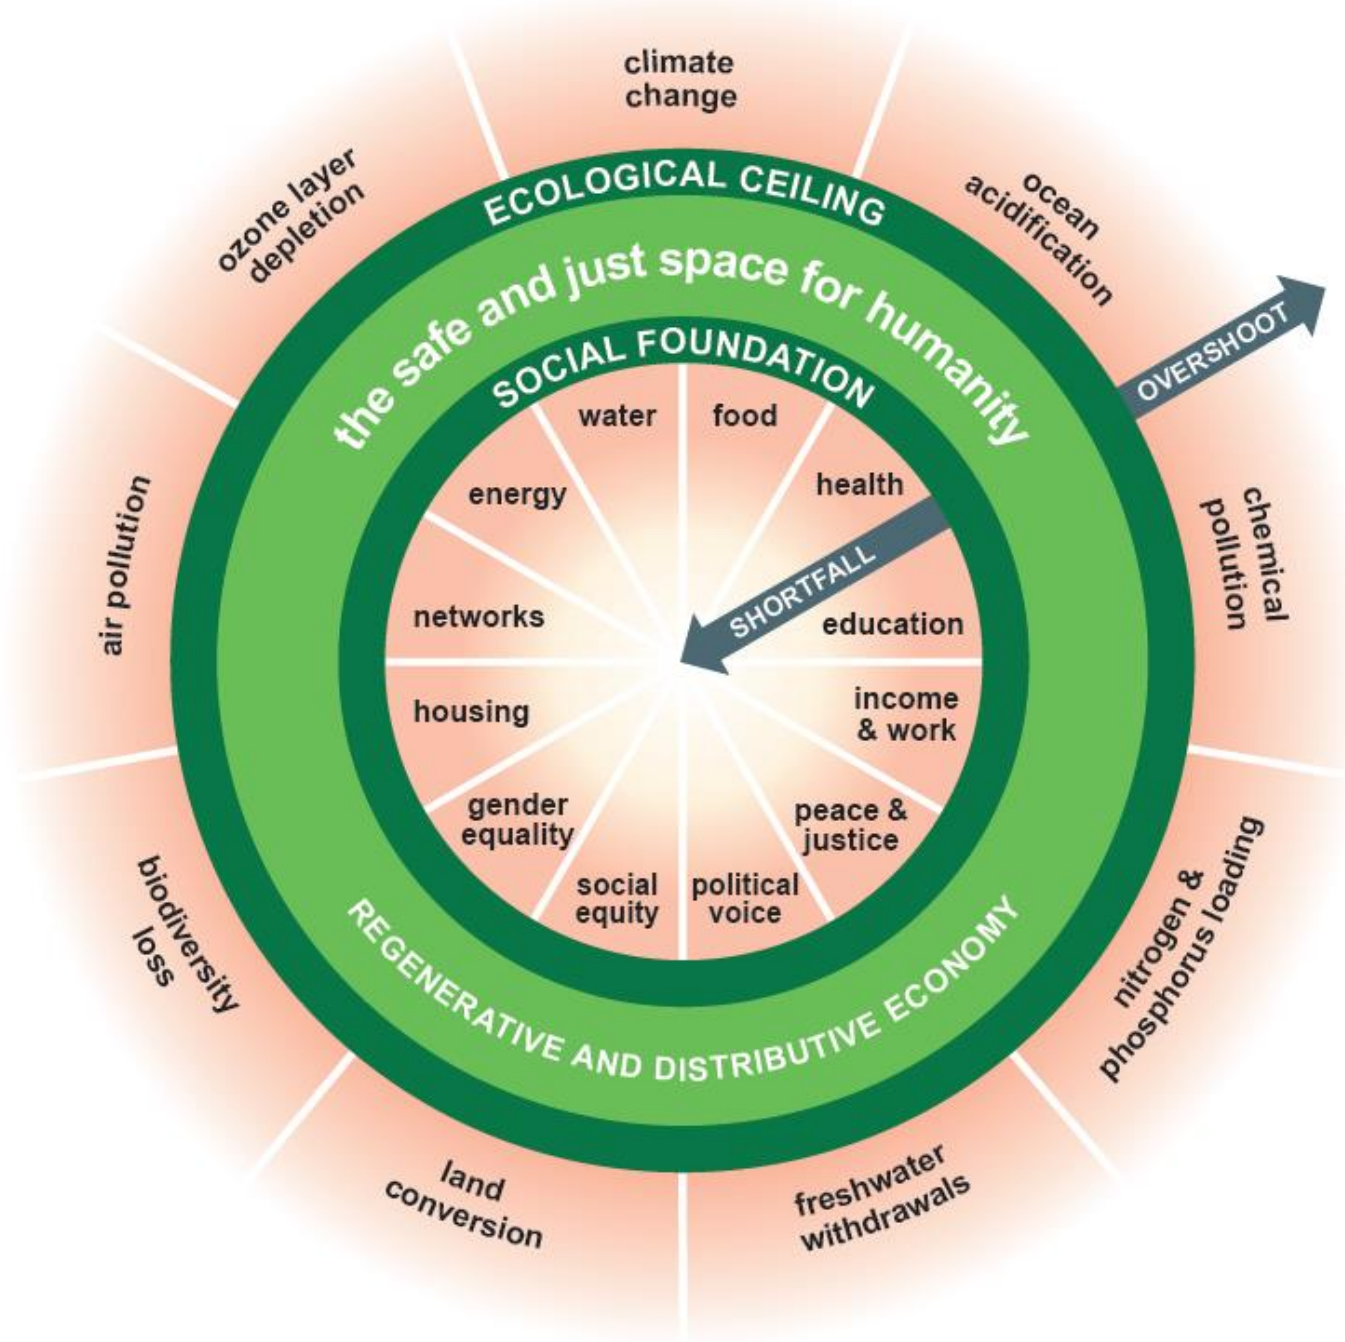 climate
change
ozone layer
depletion
ocean
acidification
ECOLOGICAL CEILING
the safe and just space for humanity
SOCIAL FOUNDATION
OVERSHOOT
water
food
energy
health
SHORTFALL
networks
education
housing
income
& work
gender
equality
peace &
justice
social
equity
political
voice
REGENERATIVE AND DISTRIBUTIVE ECONOMY
air pollution
chemical
pollution
biodiversity
loss
nitrogen &
phosphorus loading
land
conversion
freshwater
withdrawals